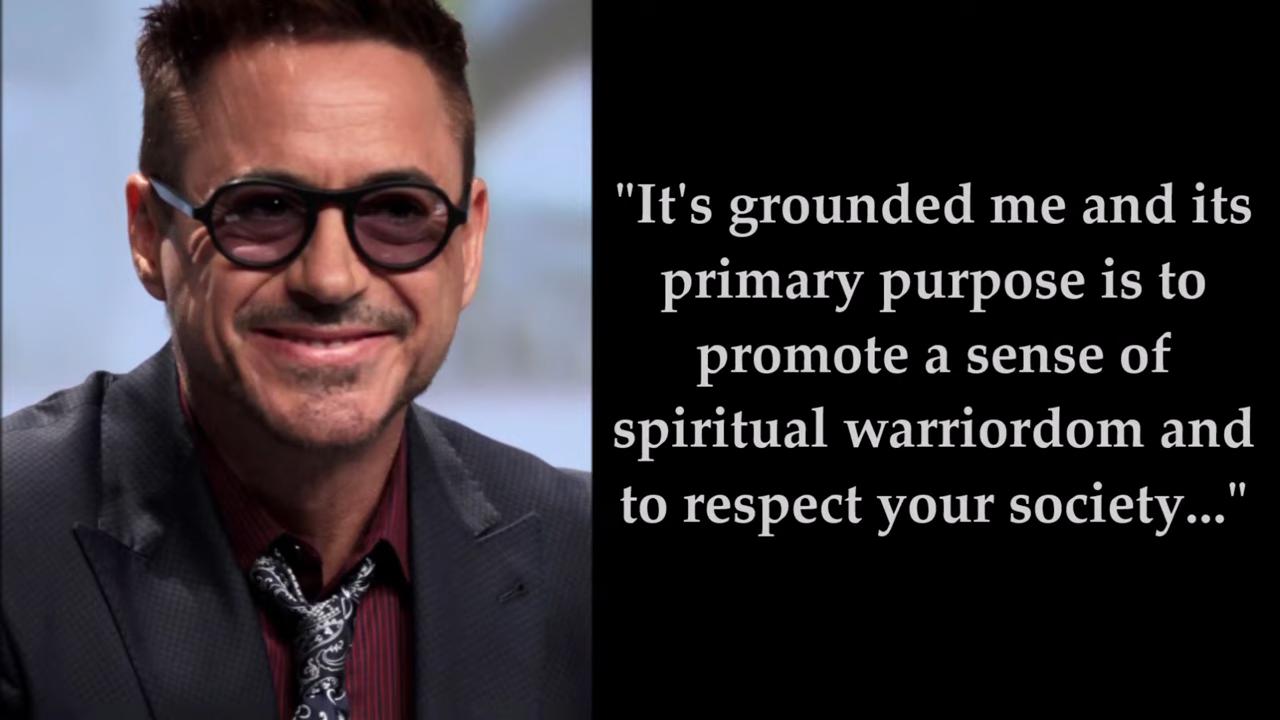 "It's grounded me and its
primary purpose is to
promote a sense of
spiritual warriordom and
to respect your society..."